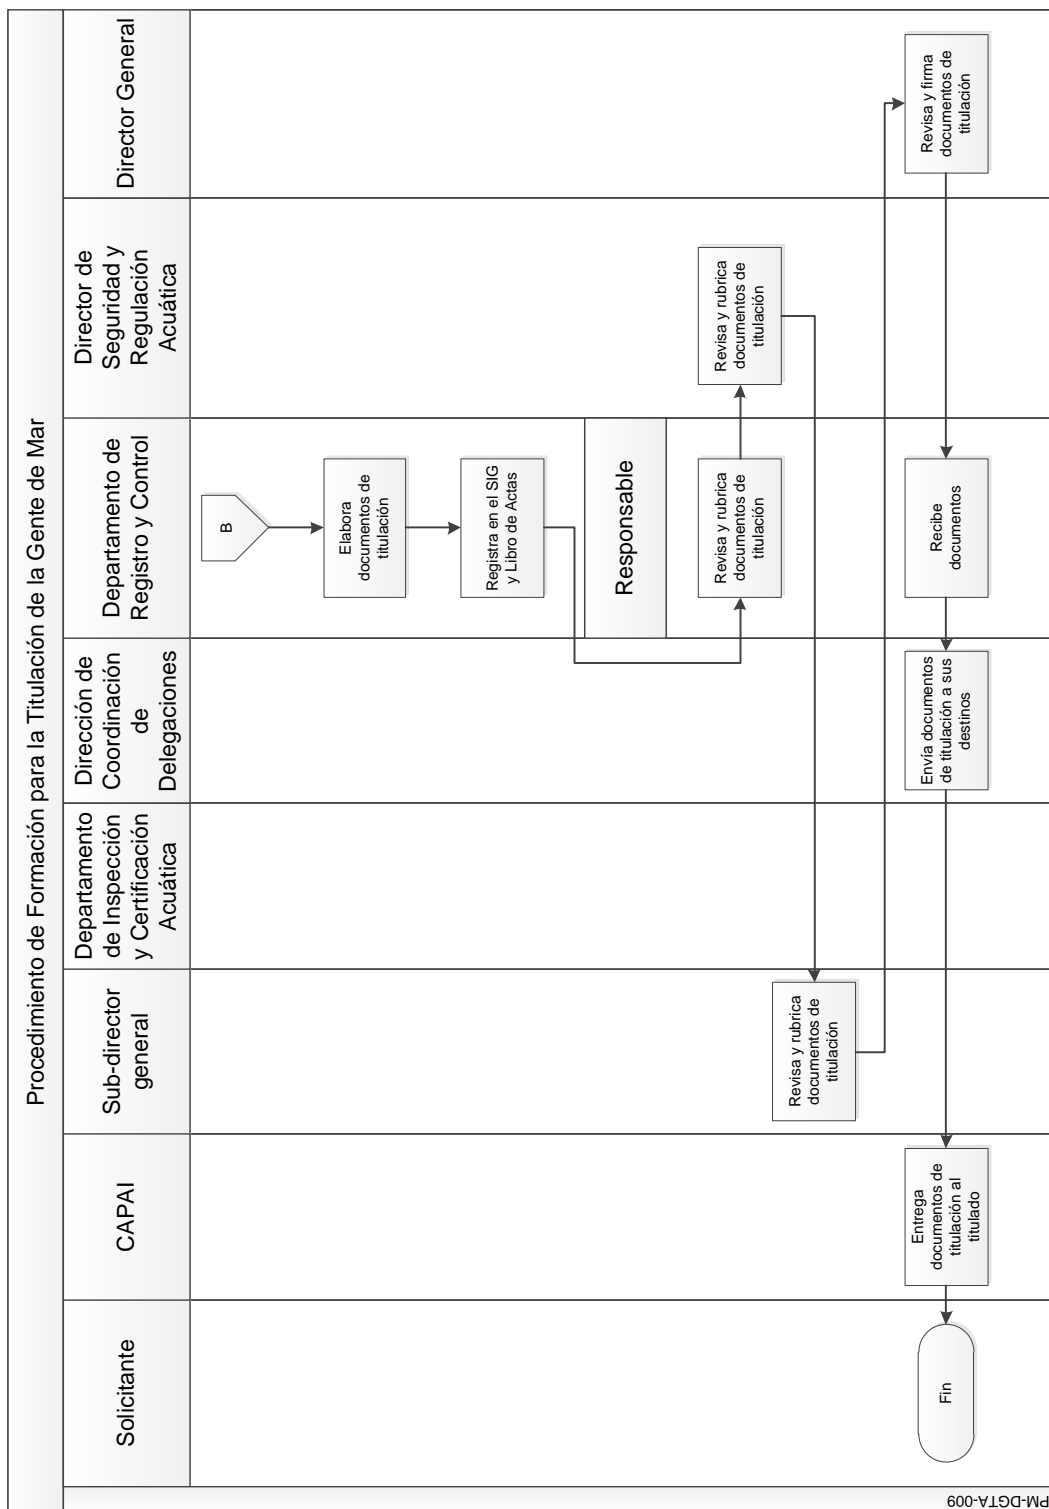 Procedimiento de Formación para la Titulación de la Gente de Mar
Solicitante
CAPAI
Sub-director
general
Departamento
de Inspección
y Certificación
Acuática
Dirección de
Coordinación
de
Delegaciones
Departamento de
Registro y Control
Director de
Seguridad y
Regulación
Acuática
Director General
B
Elabora
documentos de
titulación
Registra en el SIG
y Libro de Actas
Responsable
Revisa y rubrica
documentos de
titulación
Revisa y rubrica
documentos de
titulación
Revisa y rubrica
documentos de
titulación
Revisa y firma
documentos de
titulación
Recibe
documentos
Envía documentos
de titulación a sus
destinos
Entrega
documentos de
titulación al
titulado
Fin
PM-DGTA-009